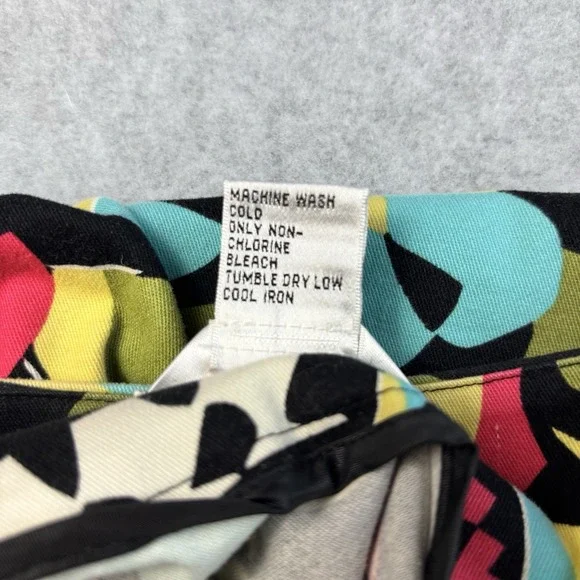 MACHINE WASH
COLD
ONLY NON-
CHLORINE
BLEACH
TUMBLE DRY LOW
COOL IRON